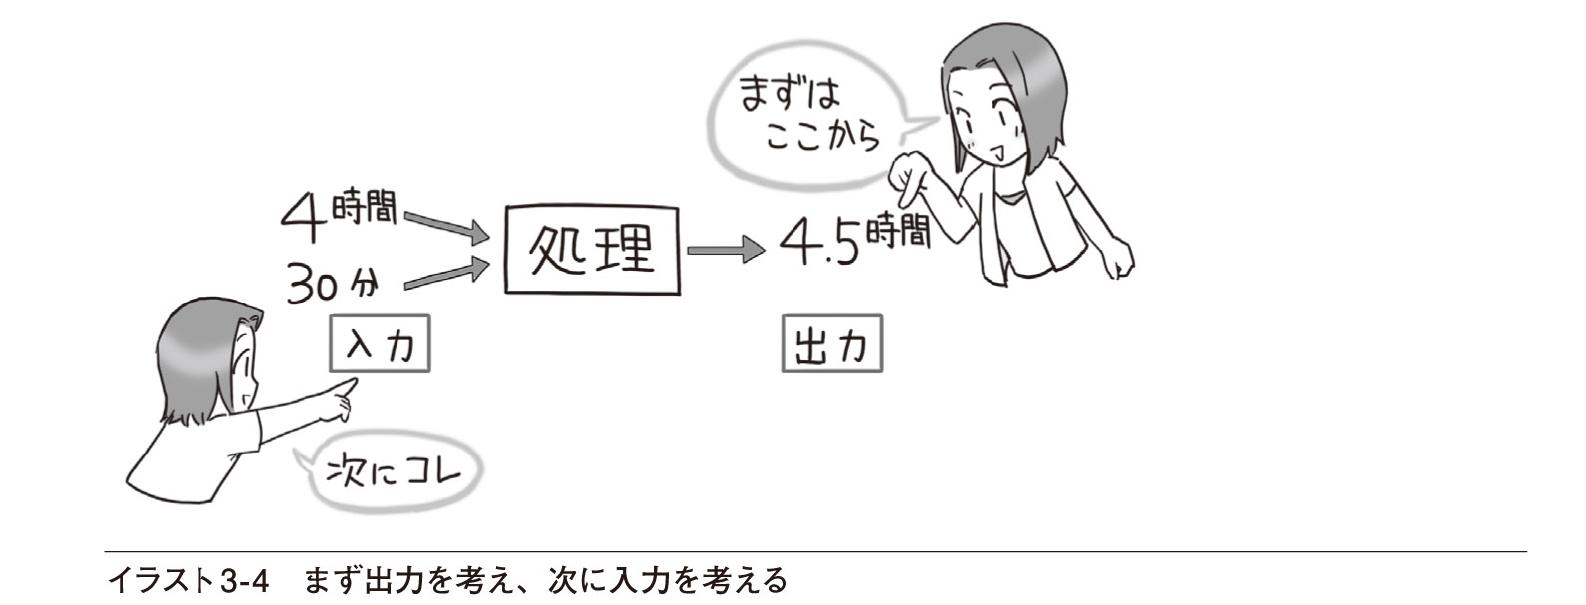 まずは
ここから
4時間
30分
処理
4.5時間
入力
出力
次にコレ
イラスト3-4　まず出力を考え、次に入力を考える